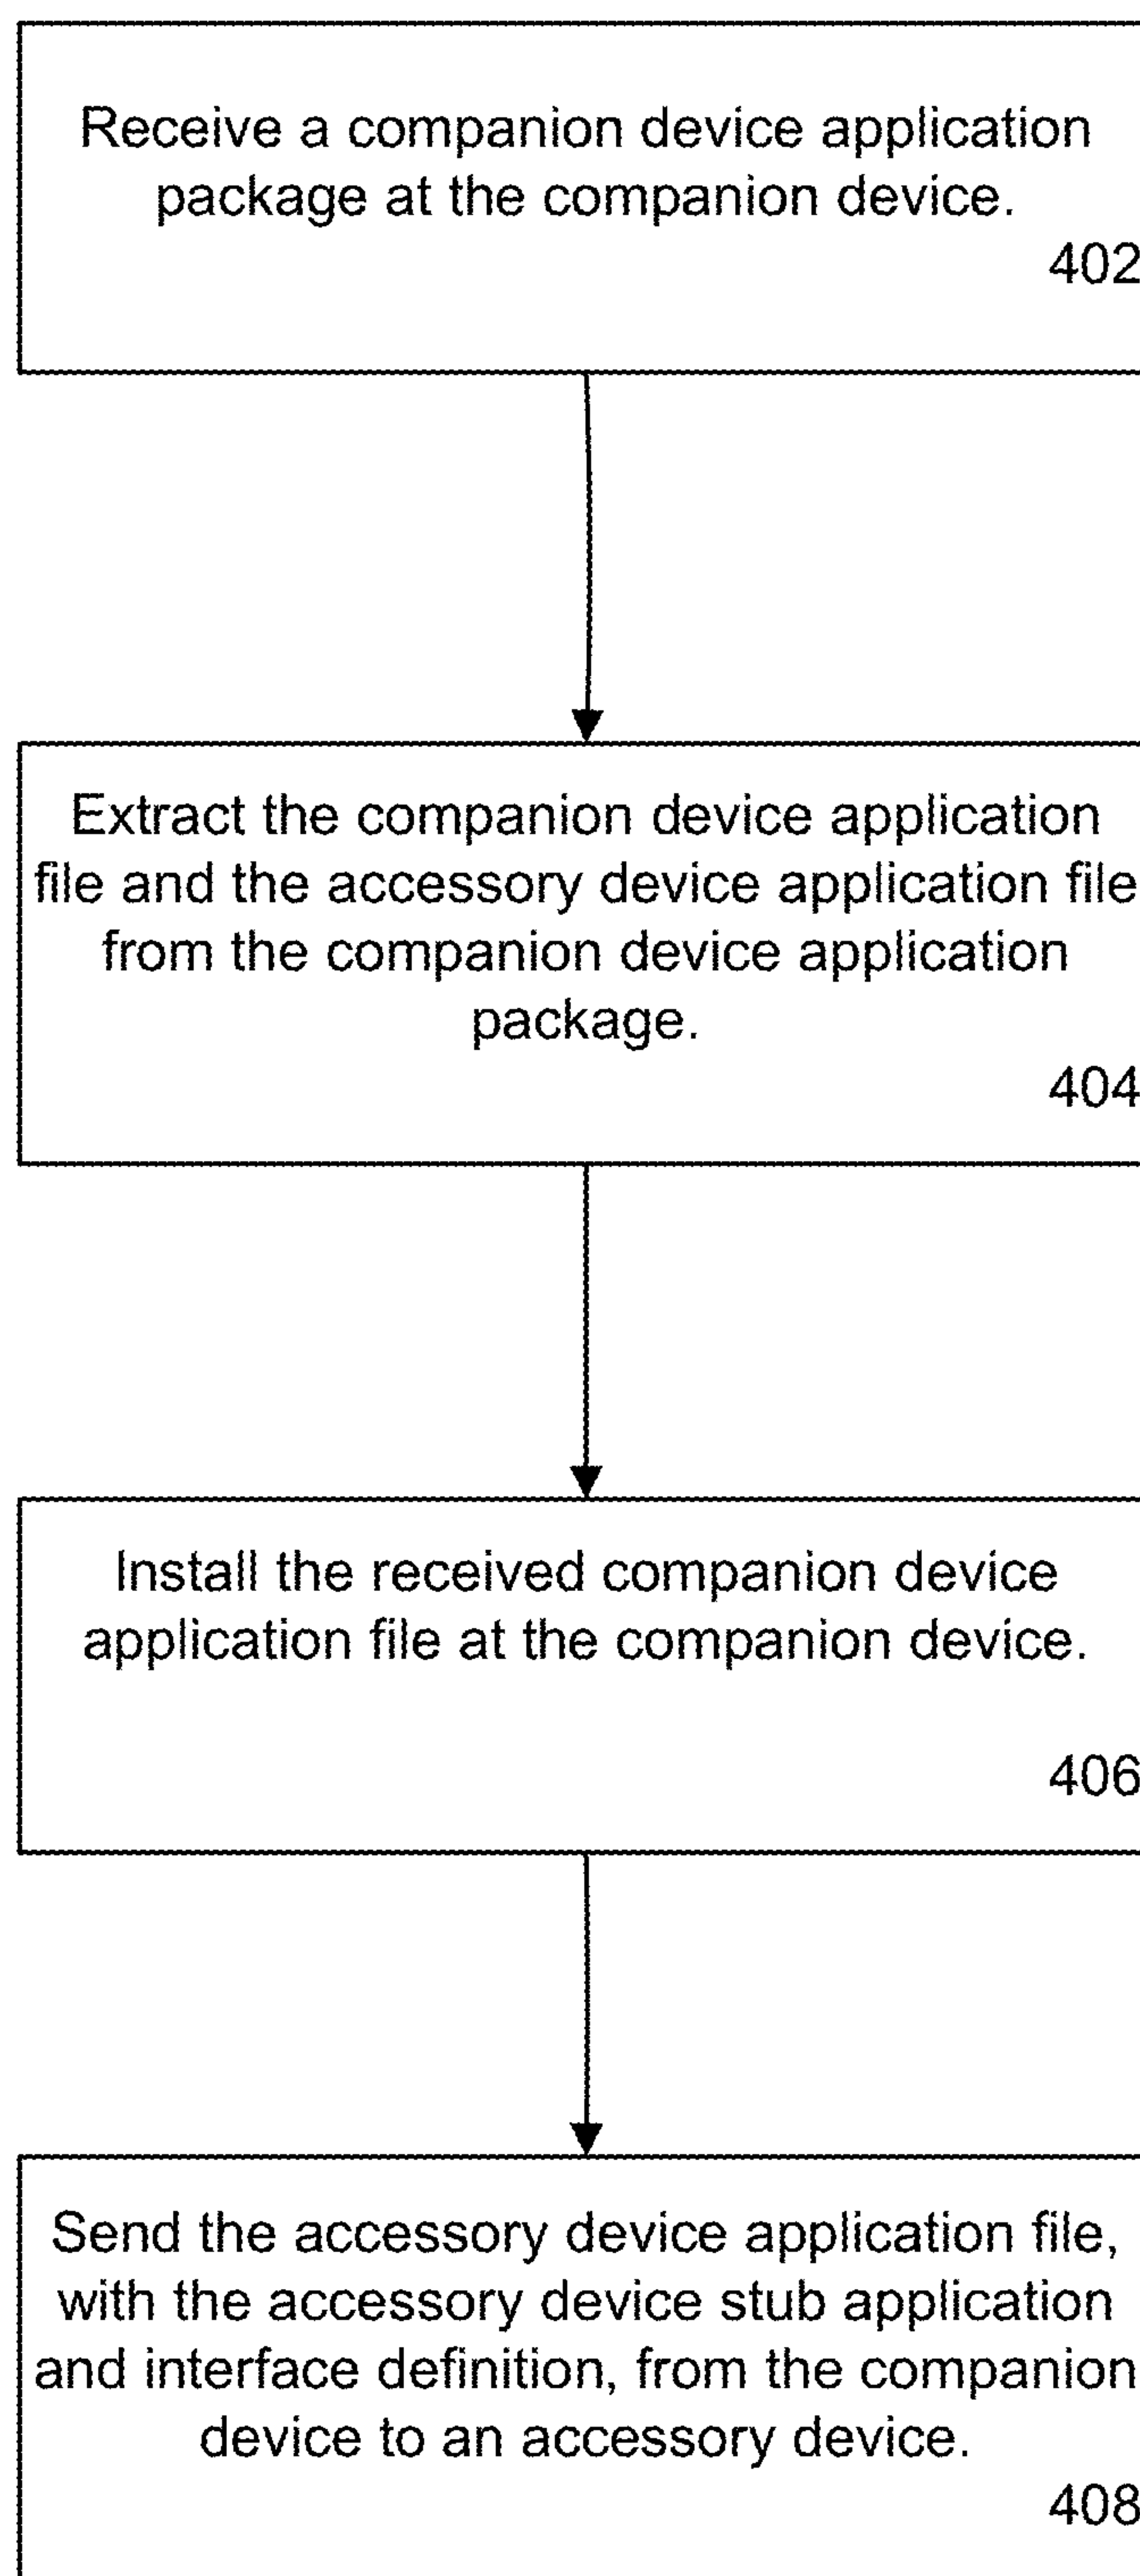 Receive a companion device application
package at the companion device.
402
Extract the companion device application
file and the accessory device application file
from the companion device application
package.
404
Install the received companion device
application file at the companion device.
406
Send the accessory device application file,
with the accessory device stub application
and interface definition, from the companion
device to an accessory device.
408